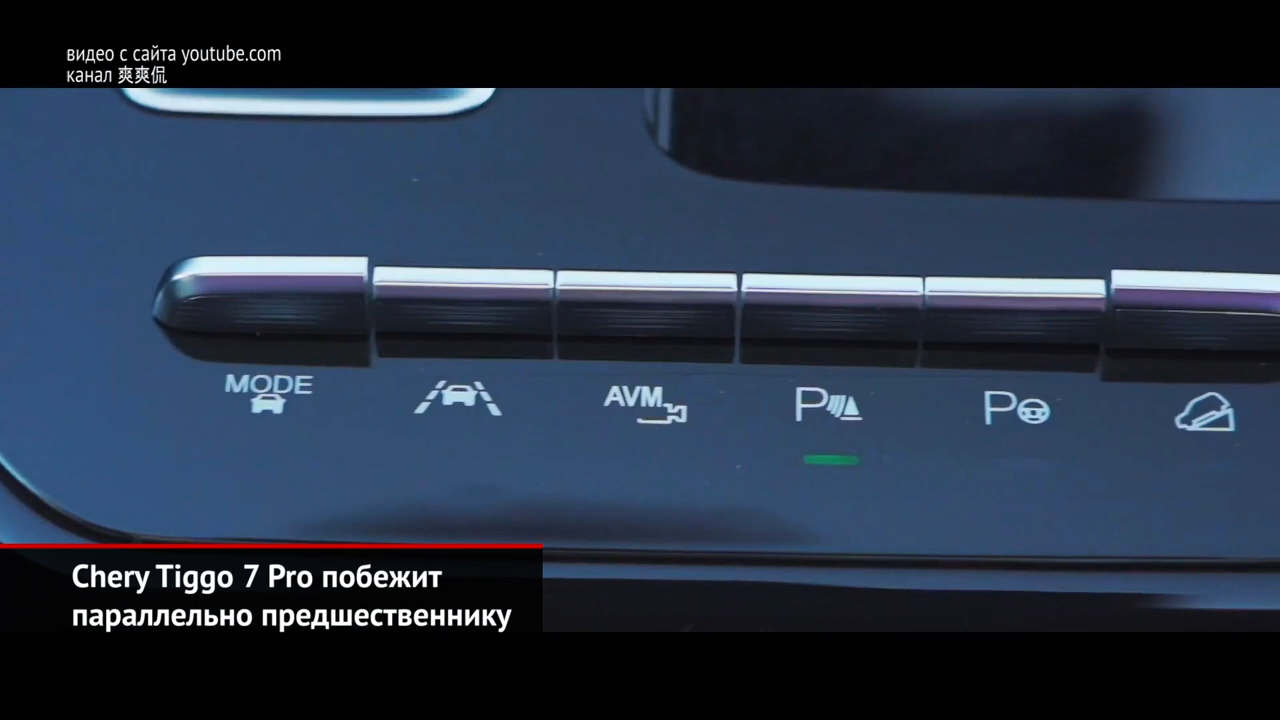 видео с сайта youtube.com
канал 爽爽侃
MODE
AVM
P
P
Chery Tiggo 7 Pro побежит
параллельно предшественнику